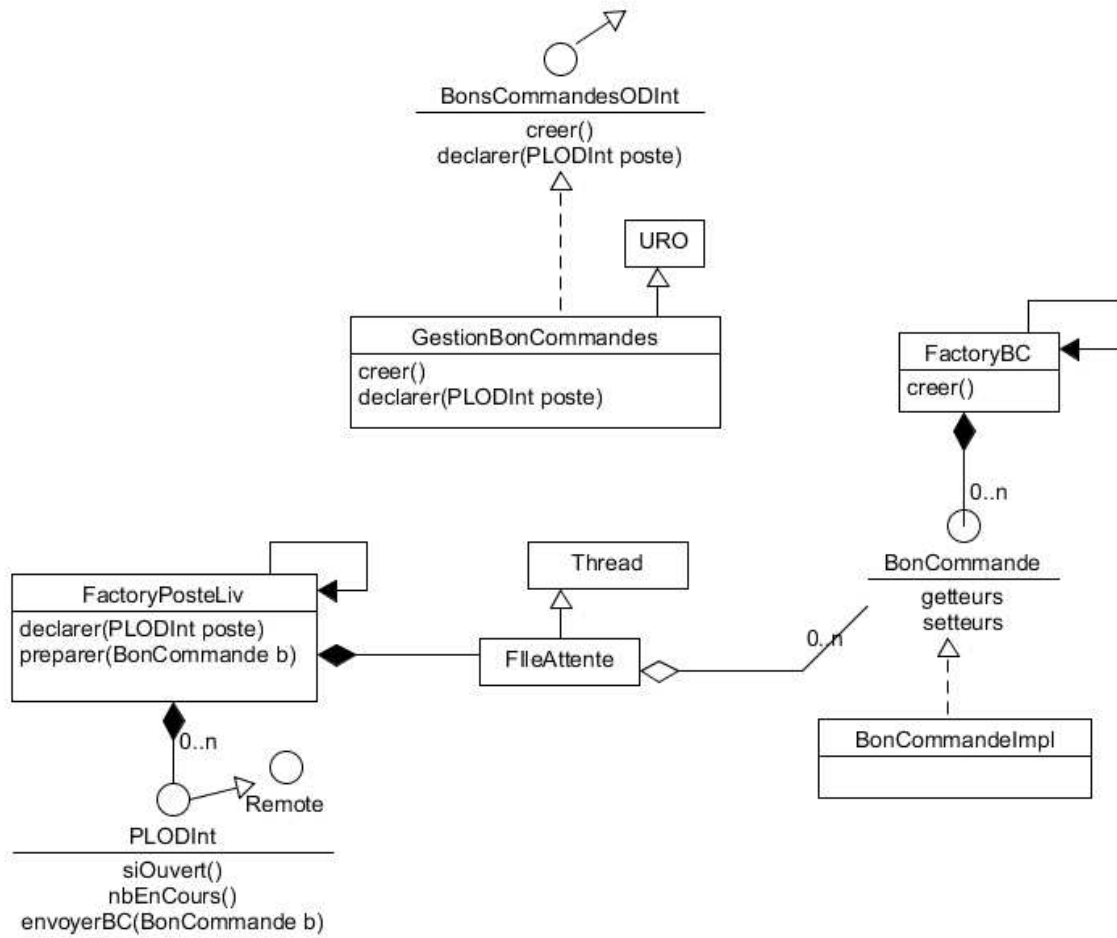 BonsCommandesODInt
creer()
declarer(PLODInt poste)
URO
GestionBonCommandes
creer()
declarer(PLODInt poste)
FactoryBC
creer()
0..n
BonCommande
getteurs
setteurs
BonCommandeImpl
Thread
FIleAttente
0..n
FactoryPosteLiv
declarer(PLODInt poste)
preparer(BonCommande b)
0..n
Remote
PLODInt
siOuvert()
nbEnCours()
envoyerBC(BonCommande b)